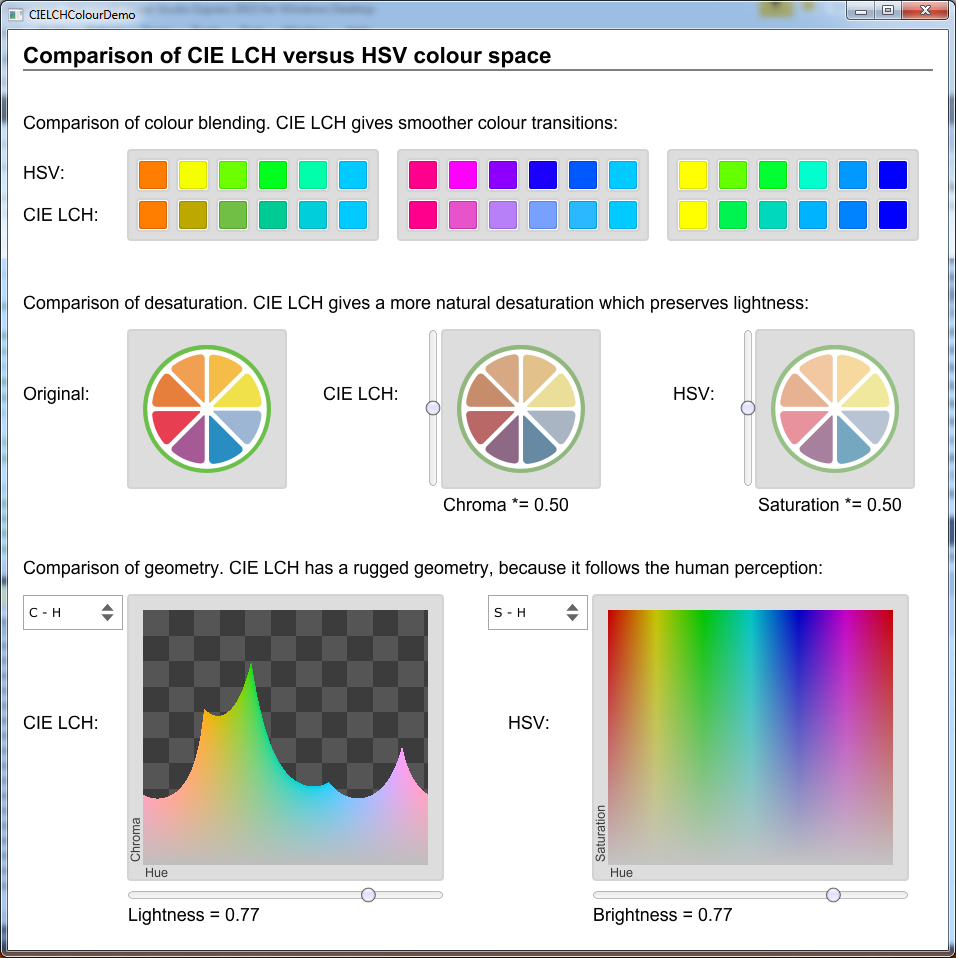 CIELCHColourDemo
Comparison of CIE LCH versus HSV colour space
Comparison of colour blending. CIE LCH gives smoother colour transitions:
HSV:
CIE LCH:
Comparison of desaturation. CIE LCH gives a more natural desaturation which preserves lightness:
Original:
CIE LCH:
HSV:
Chroma *= 0.50
Saturation *= 0.50
Comparison of geometry. CIE LCH has a rugged geometry, because it follows the human perception:
C - H
S - H
CIE LCH:
HSV:
Chroma
Saturation
Hue
Hue
Lightness = 0.77
Brightness = 0.77